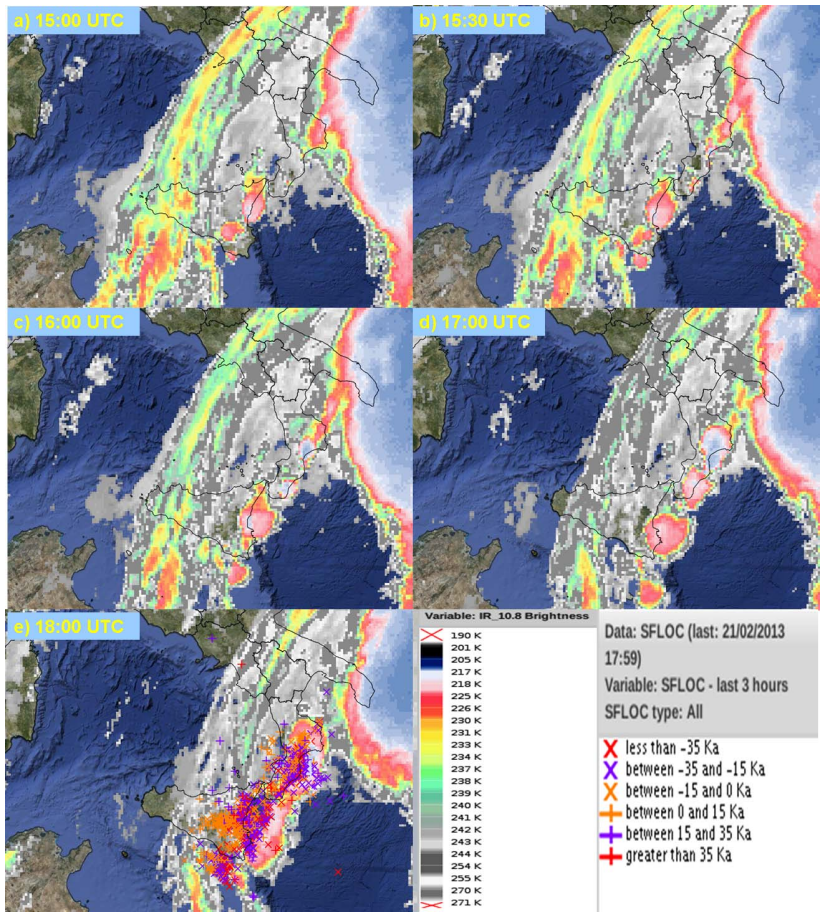 a) 15:00 UTC
b) 15:30 UTC
c) 16:00 UTC
d) 17:00 UTC
e) 18:00 UTC
Variable: IR_10.8 Brightness
190 K
201 K
205 K
217 K
218 K
225 K
226 K
230 K
231 K
233 K
234 K
237 K
238 K
239 K
240 K
241 K
242 K
243 K
244 K
254 K
255 K
270 K
271 K
Data: SFLOC (last: 21/02/2013
17:59)
Variable: SFLOC - last 3 hours
SFLOC type: All
less than -35 Ka
between -35 and -15 Ka
between -15 and 0 Ka
between 0 and 15 Ka
between 15 and 35 Ka
greater than 35 Ka